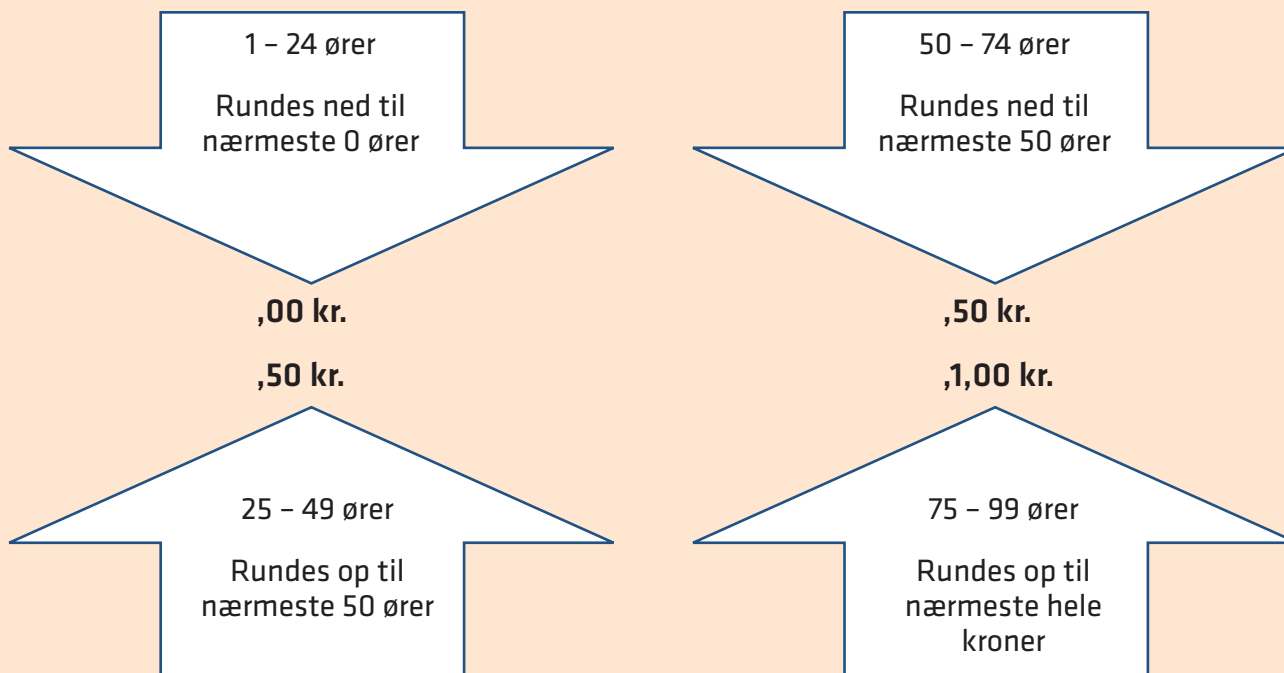 1 – 24 ører
Rundes ned til
nærmeste 0 ører
,00 kr.
,50 kr.
25 – 49 ører
Rundes op til
nærmeste 50 ører
50 – 74 ører
Rundes ned til
nærmeste 50 ører
,50 kr.
,1,00 kr.
75 – 99 ører
Rundes op til
nærmeste hele
kroner